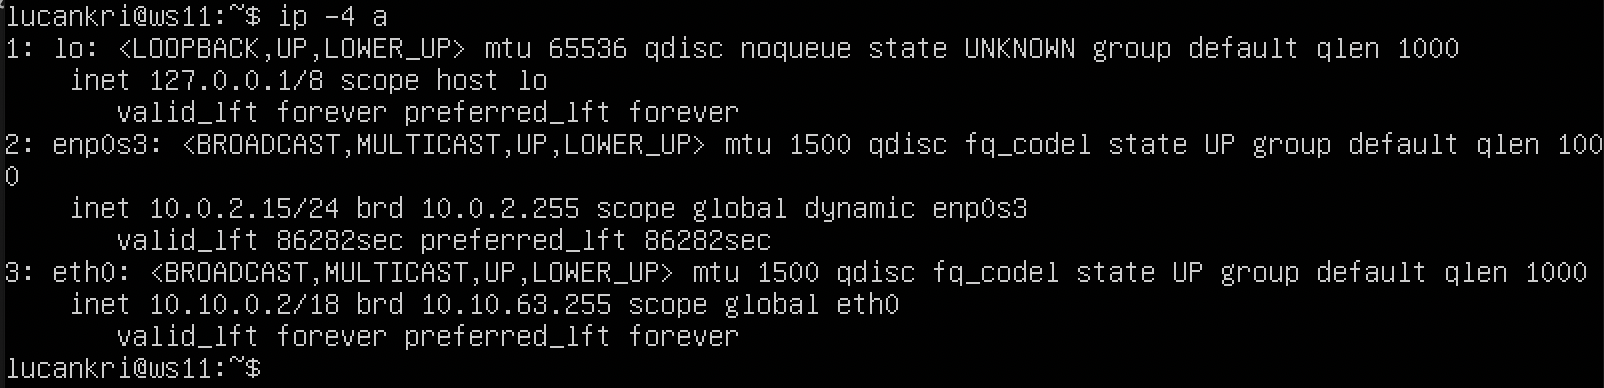 lucankri@ws11:~$ ip -4 a
1: lo: <LOOPBACK,UP,LOWER_UP> mtu 65536 qdisc noqueue state UNKNOWN group default qlen 1000
    inet 127.0.0.1/8 scope host lo
       valid_lft forever preferred_lft forever
2: enp0s3: <BROADCAST,MULTICAST,UP,LOWER_UP> mtu 1500 qdisc fq_codel state UP group default qlen 100
0
    inet 10.0.2.15/24 brd 10.0.2.255 scope global dynamic enp0s3
       valid_lft 86282sec preferred_lft 86282sec
3: eth0: <BROADCAST,MULTICAST,UP,LOWER_UP> mtu 1500 qdisc fq_codel state UP group default qlen 1000
    inet 10.10.0.2/18 brd 10.10.63.255 scope global eth0
       valid_lft forever preferred_lft forever
lucankri@ws11:~$